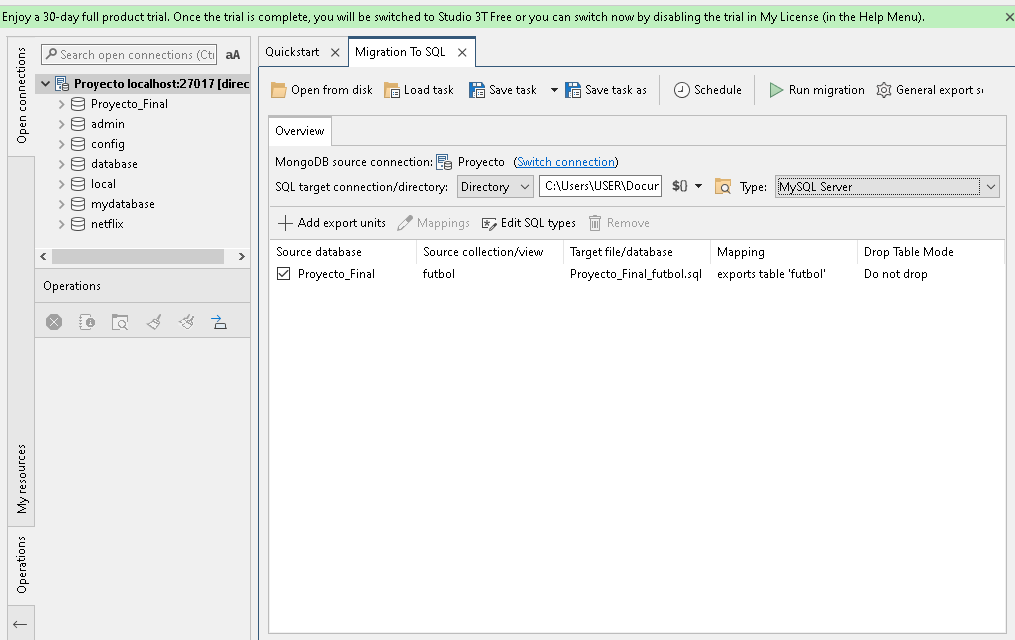 Enjoy a 30-day full product trial. Once the trial is complete, you will be switched to Studio 3T Free or you can switch now by disabling the trial in My License (in the Help Menu).
Open connections
My resources
Operations
Search open connections (Ctr
aA
Proyecto localhost:27017 [direc
Proyecto_Final
admin
config
database
local
mydatabase
netflix
Operations
Quickstart
Migration To SQL
Open from disk
Load task
Save task
Save task as
Schedule
Run migration
General export se
Overview
MongoDB source connection: Proyecto (Switch connection)
SQL target connection/directory: Directory C:\Users\USER\Docur $() Type: MySQL Server
Add export units Mappings Edit SQL types Remove
Source database Source collection/view Target file/database Mapping Drop Table Mode
Proyecto_Final futbol Proyecto_Final_futbol.sql exports table 'futbol' Do not drop